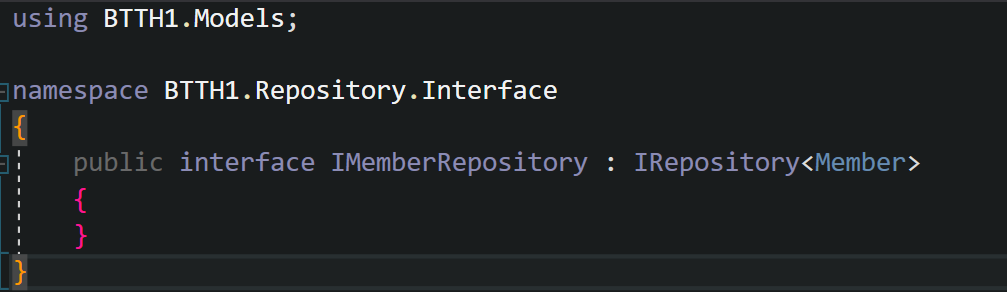 using BTTH1.Models;
namespace BTTH1.Repository.Interface
{
public interface IMemberRepository : IRepository<Member>
{
}
}